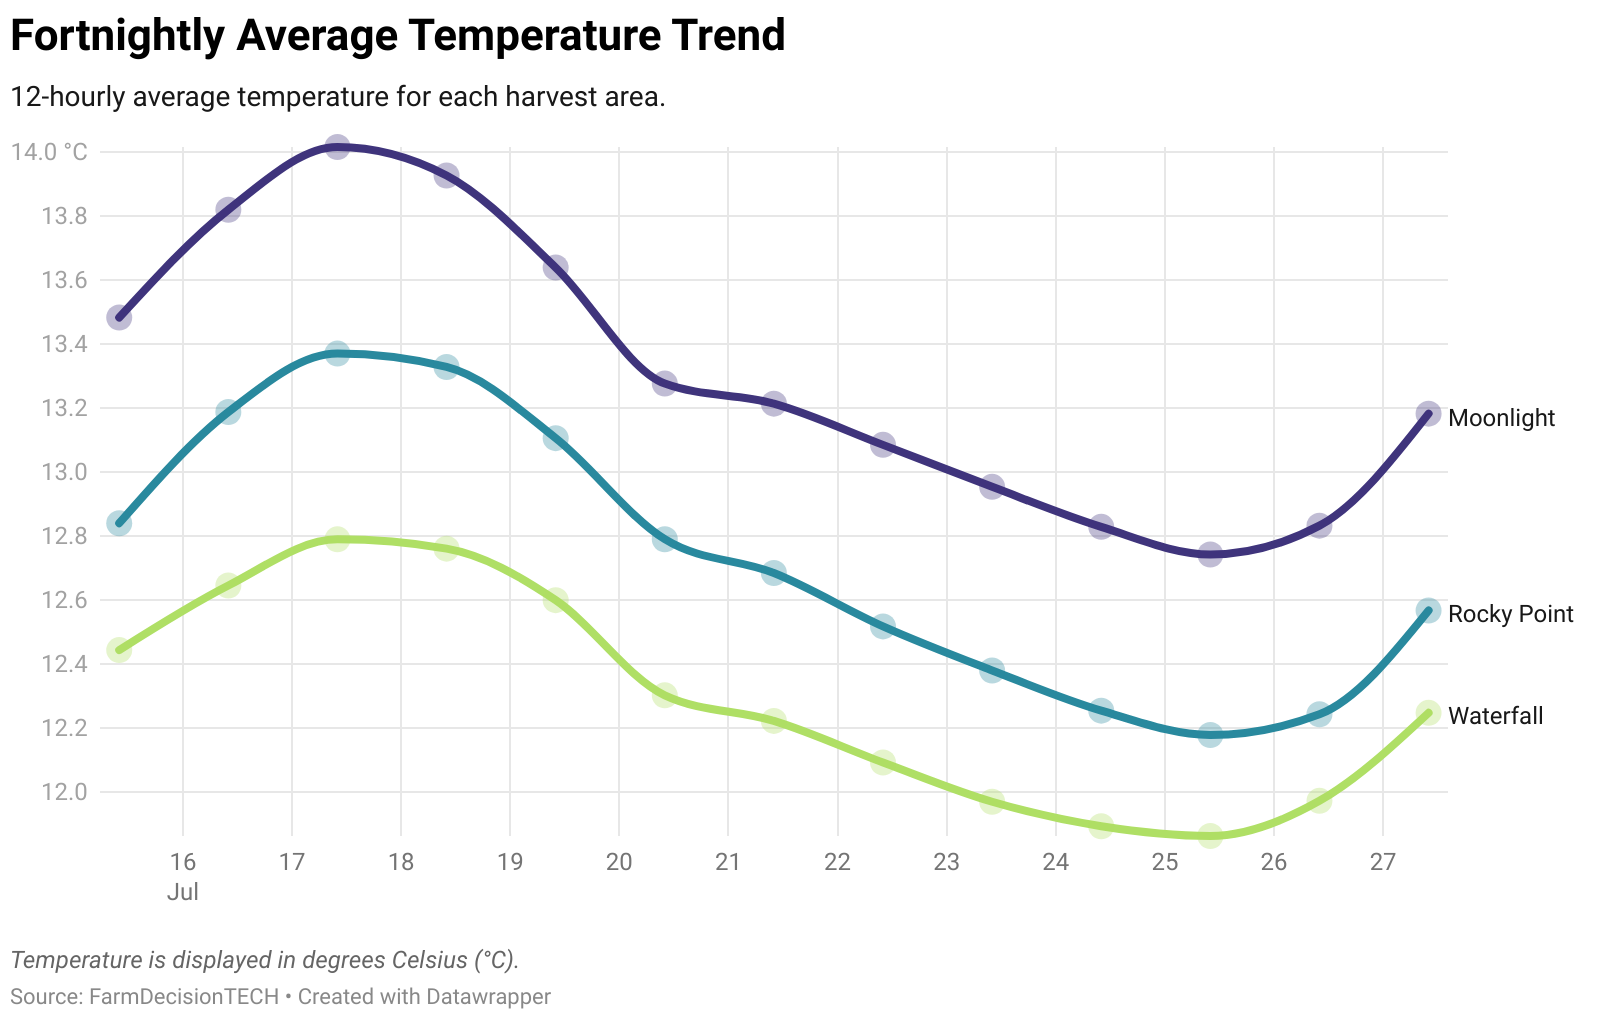 Fortnightly Average Temperature Trend
12-hourly average temperature for each harvest area.
14.0 °C
13.8
13.6
13.4
13.2
13.0
12.8
12.6
12.4
12.2
12.0
Moonlight
Rocky Point
Waterfall
16 17 18 19 20 21 22 23 24 25 26 27
Jul
Temperature is displayed in degrees Celsius (°C).
Source: FarmDecisionTECH • Created with Datawrapper